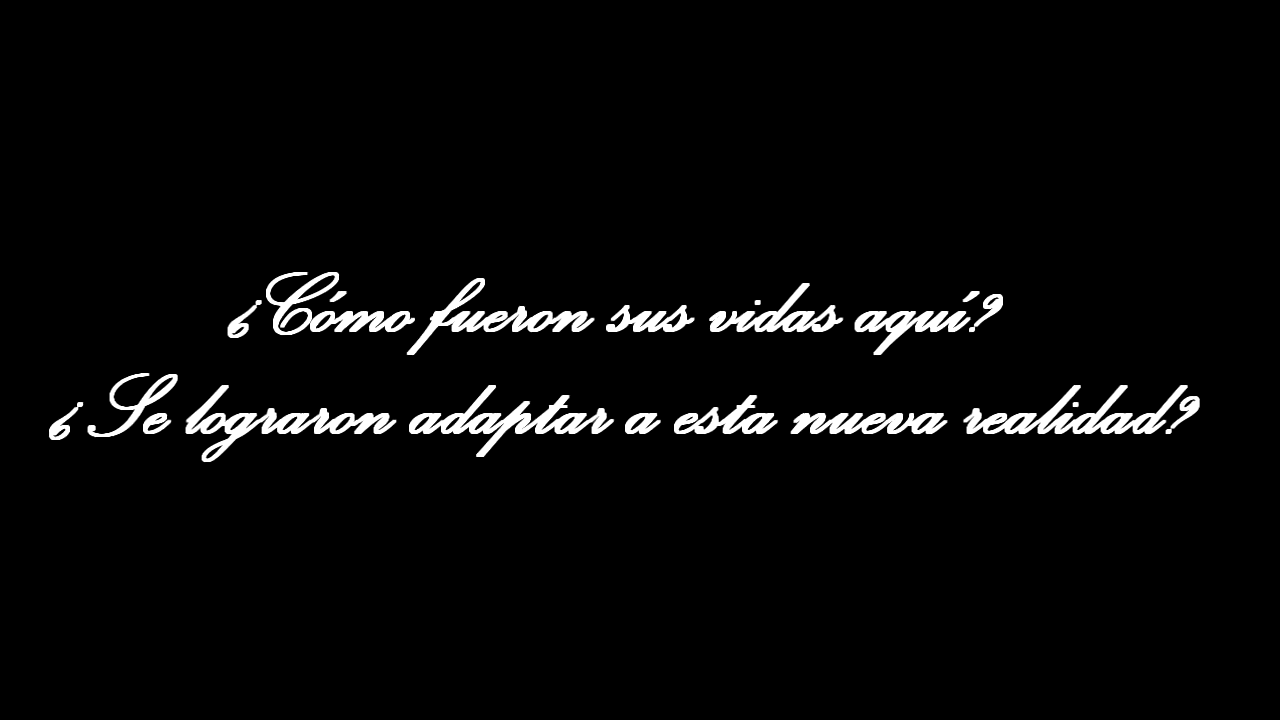 ¿Cómo fueron sus vidas aquí?
¿Se lograron adaptar a esta nueva realidad?